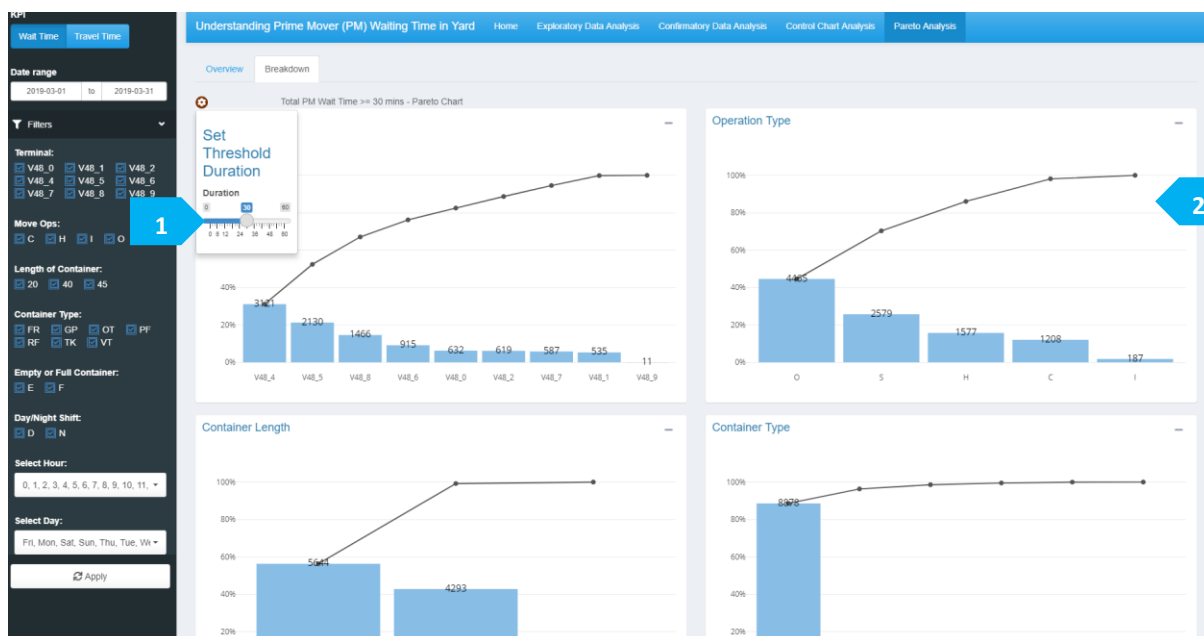 KPI
Wait Time Travel Time
Date range
2019-03-01 to 2019-03-31
Filters
Terminal:
V48_0 V48_1 V48_2
V48_4 V48_5 V48_6
V48_7 V48_8 V48_9
Move Ops:
C H I O
Length of Container:
20 40 45
Container Type:
FR GP OT PF
RF TK VT
Empty or Full Container:
E F
Day/Night Shift:
D N
Select Hour:
0, 1, 2, 3, 4, 5, 6, 7, 8, 9, 10, 11,
Select Day:
Fri, Mon, Sat, Sun, Thu, Tue, We
Apply
Understanding Prime Mover (PM) Waiting Time in Yard Home Exploratory Data Analysis Confirmatory Data Analysis Control Chart Analysis Pareto Analysis
Overview Breakdown
Total PM Wait Time >= 30 mins - Pareto Chart
Set
Threshold
Duration
Duration
0 30 60
0 6 12 24 36 48 60
1
40%
20%
0%
3121 2130 1466 915 632 619 587 535 11
V48_4 V48_5 V48_8 V48_6 V48_0 V48_2 V48_7 V48_1 V48_9
Operation Type
100%
80%
60%
40%
20%
0%
2579 1577 1208 187
O S H C I
2
Container Length
100%
80%
60%
40%
20%
5644 4293
Container Type
100%
80%
60%
40%
20%
8878